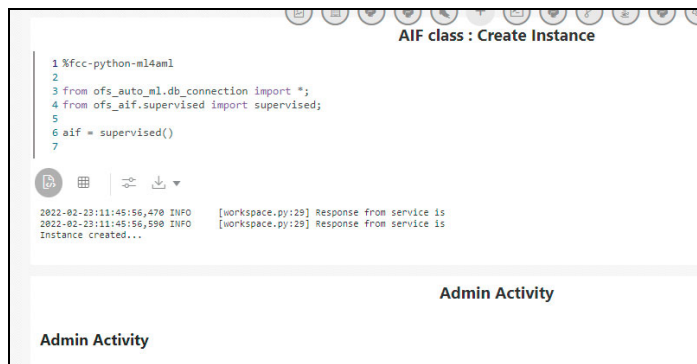 AIF class : Create Instance
1 %fcc-python-ml4aml
2
3 from ofs_auto_ml.db_connection import *;
4 from ofs_aif.supervised import supervised;
5
6 aif = supervised()
7
2022-02-23:11:45:56,470 INFO [workspace.py:29] Response from service is
2022-02-23:11:45:56,590 INFO [workspace.py:29] Response from service is
Instance created...
Admin Activity
Admin Activity